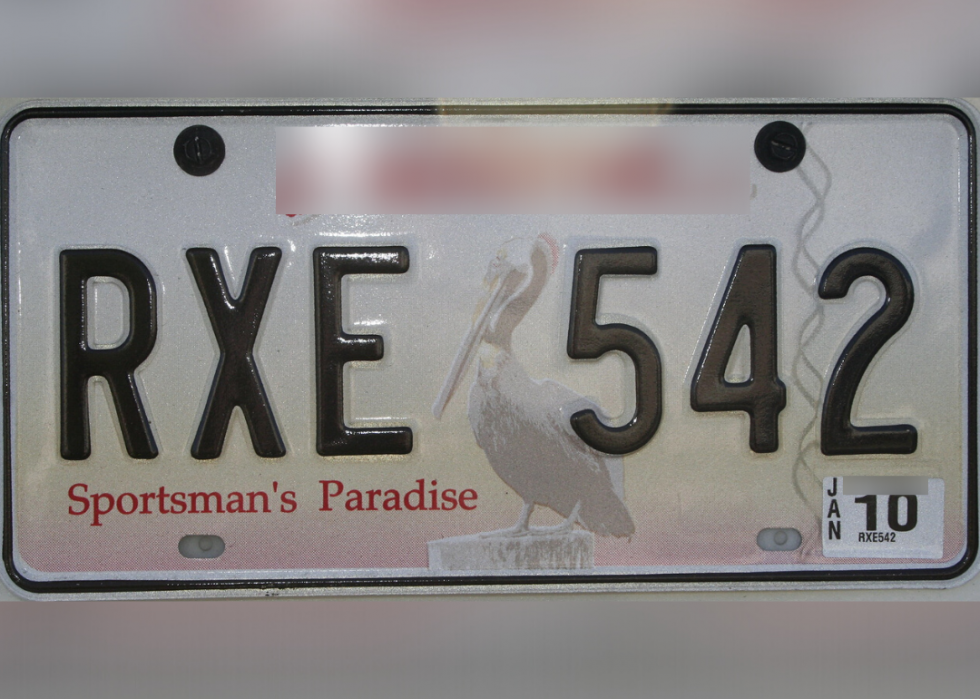 RXE 542
Sportsman's Paradise
JAN
10
RXE542